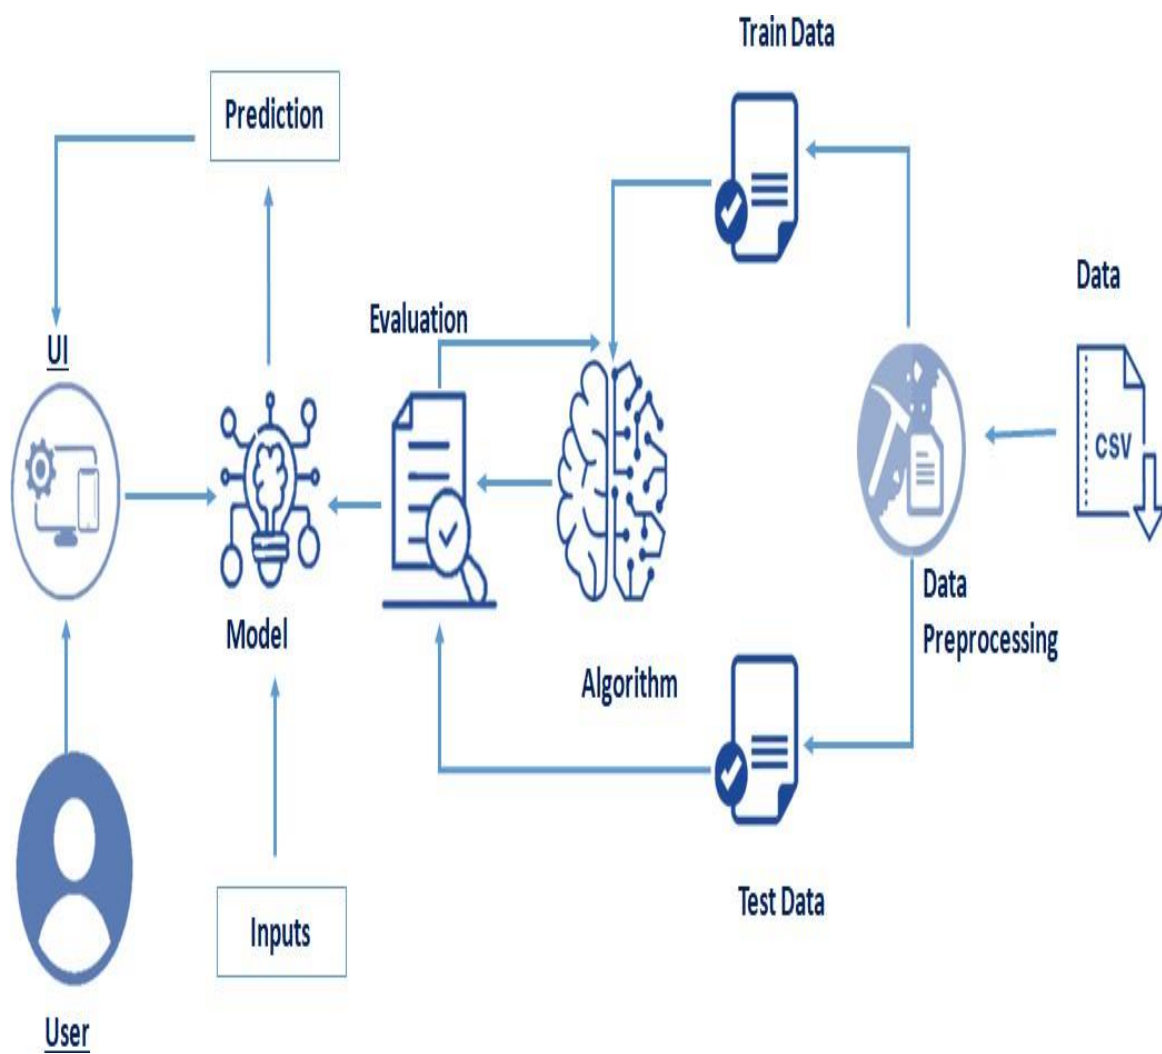 Train Data
Prediction
Data
Evaluation
UI
CSV
Data
Preprocessing
Model
Algorithm
Test Data
Inputs
User